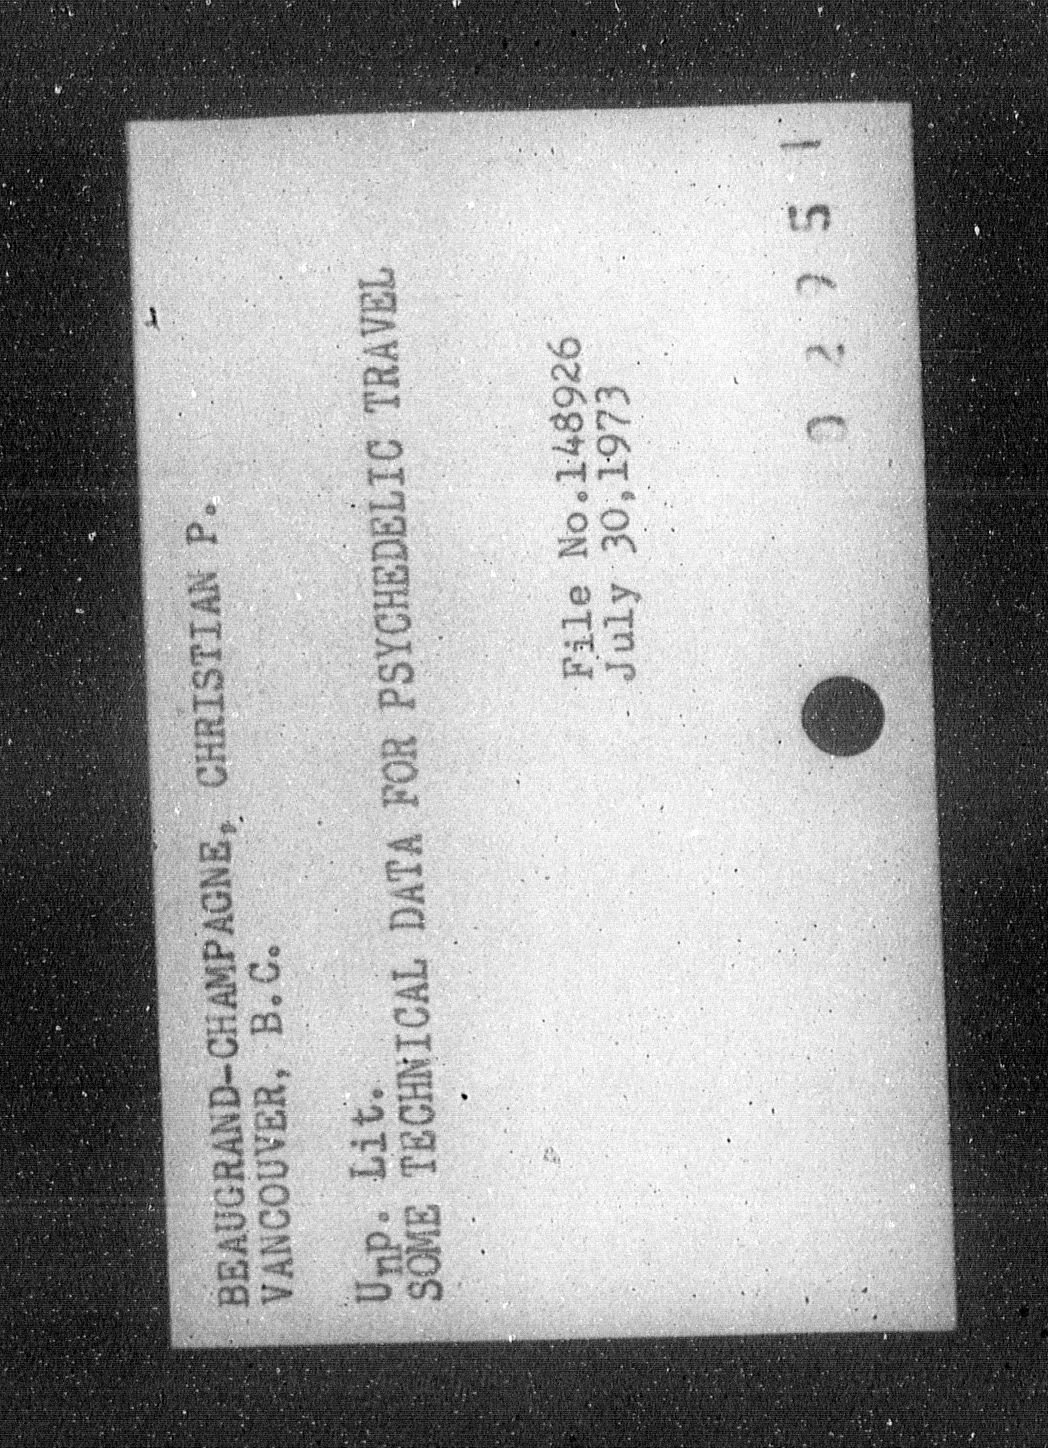 BEAUGRAND-CHAMPAGNE, CHRISTIAN P.
VANCOUVER, B.C.
Unp. Lit.
SOME TECHNICAL DATA FOR PSYCHEDELIC TRAVEL
File No.148926
July 30,1973